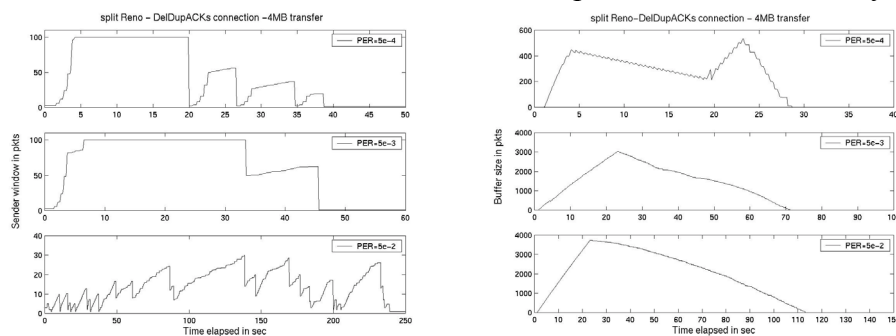 split Reno - DelDupACKs connection -4MB transfer
PER=5e-4
100
50
0
0 5 10 15 20 25 30 35 40 45 50
Sender window in pkts
PER=5e-3
100
50
0
0 10 20 30 40 50 60
PER=5e-2
40
30
20
10
0
0 50 100 150 200 250
Time elapsed in sec
split Reno-DelDupACKs connection - 4MB transfer
PER=5e-4
600
400
200
0
0 5 10 15 20 25 30 35 40
Buffer size in pkts
PER=5e-3
4000
3000
2000
1000
0
0 10 20 30 40 50 60 70 80 90 100
PER=5e-2
4000
2000
0
0 10 20 30 40 50 60 70 80 90 100 110 120 130 140 150
Time elapsed in sec